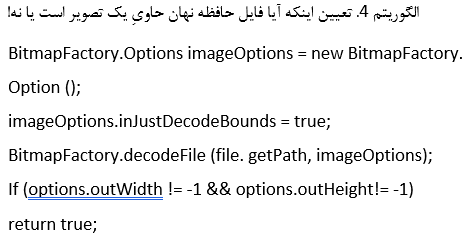 الگوریتم 4. تعیین اینکه آیا فایل حافظه نهان حاویِ یک تصویر است یا نه!
BitmapFactory.Options imageOptions = new BitmapFactory.
Option ();
imageOptions.inJustDecodeBounds = true;
BitmapFactory.decodeFile (file. getPath, imageOptions);
If (options.outWidth != -1 && options.outHeight!= -1)
return true;